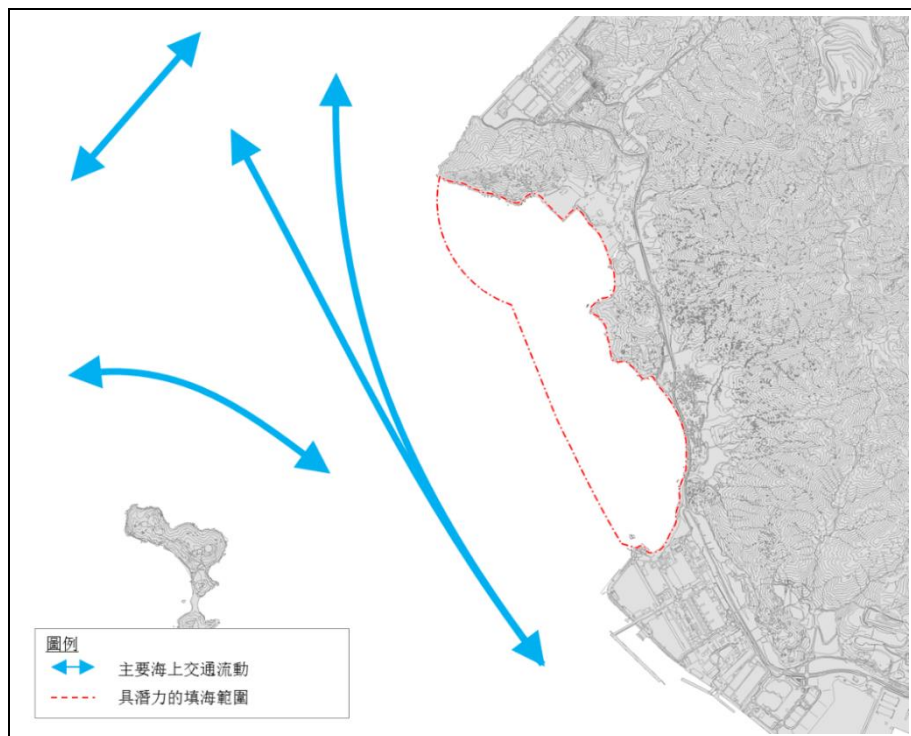 圖例
主要海上交通流動
具潛力的填海範圍